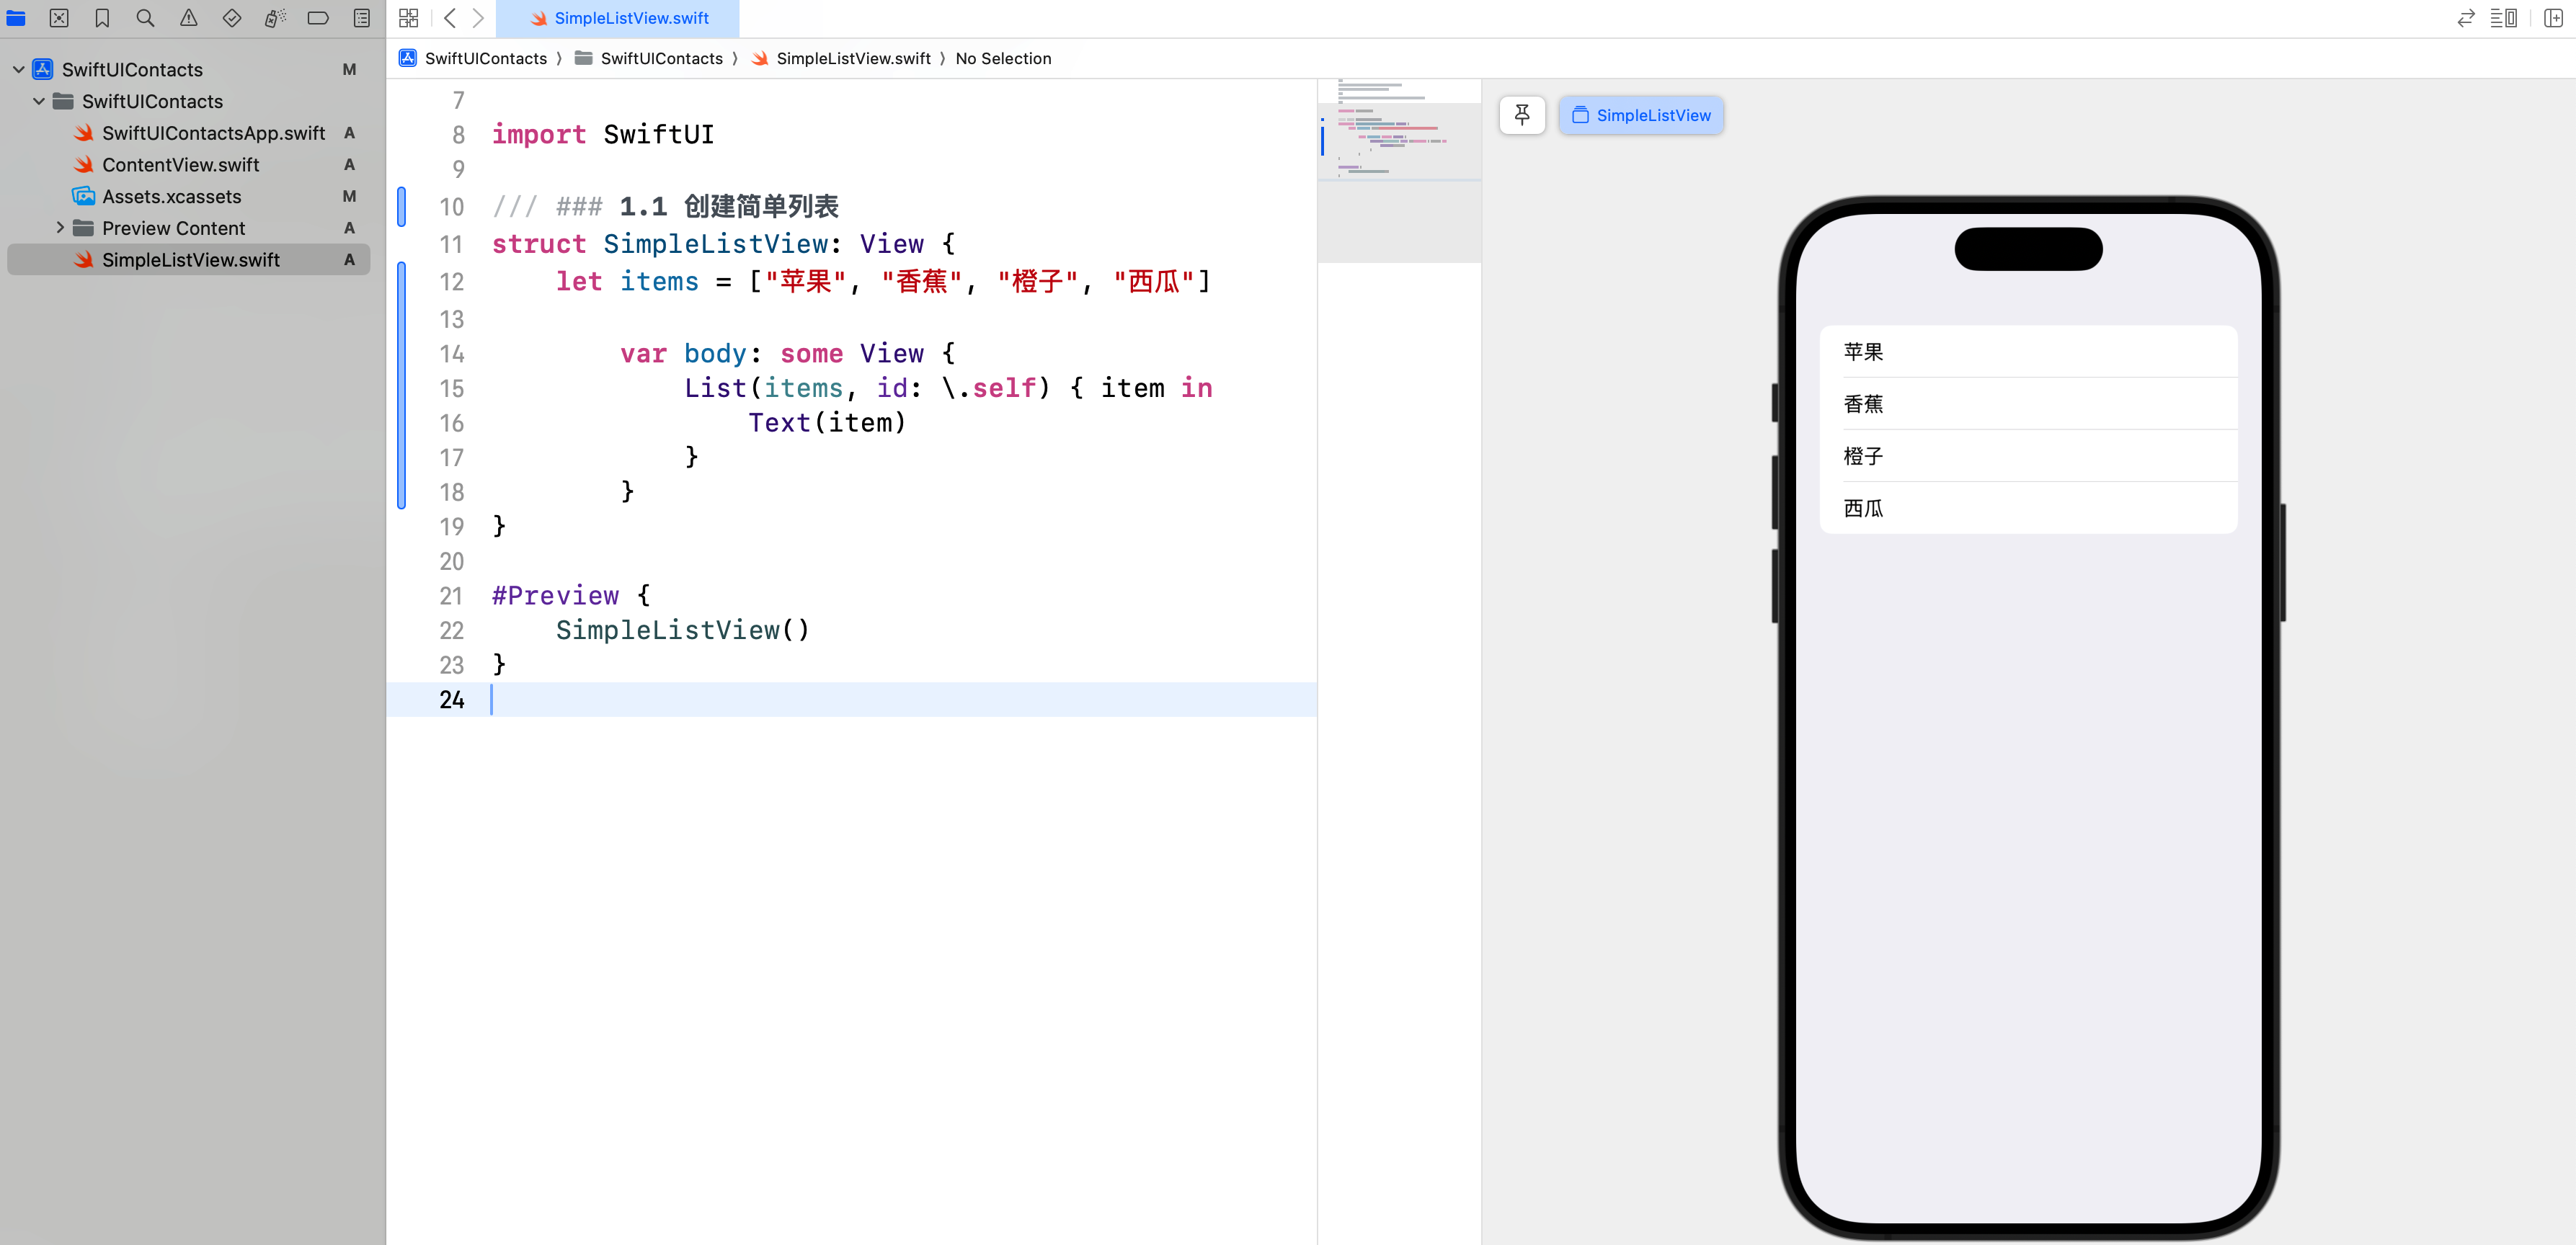 SimpleListView.swift
SwiftUIContacts M
SwiftUIContacts
SwiftUIContactsApp.swift A
ContentView.swift A
Assets.xcassets M
Preview Content A
SimpleListView.swift A
SwiftUIContacts 〉 SwiftUIContacts 〉 SimpleListView.swift 〉 No Selection
7
8 import SwiftUI
9
10 /// ### 1.1 创建简单列表
11 struct SimpleListView: View {
12     let items = ["苹果", "香蕉", "橙子", "西瓜"]
13
14         var body: some View {
15             List(items, id: \.self) { item in
16                 Text(item)
17             }
18         }
19 }
20
21 #Preview {
22     SimpleListView()
23 }
24
SimpleListView
苹果
香蕉
橙子
西瓜